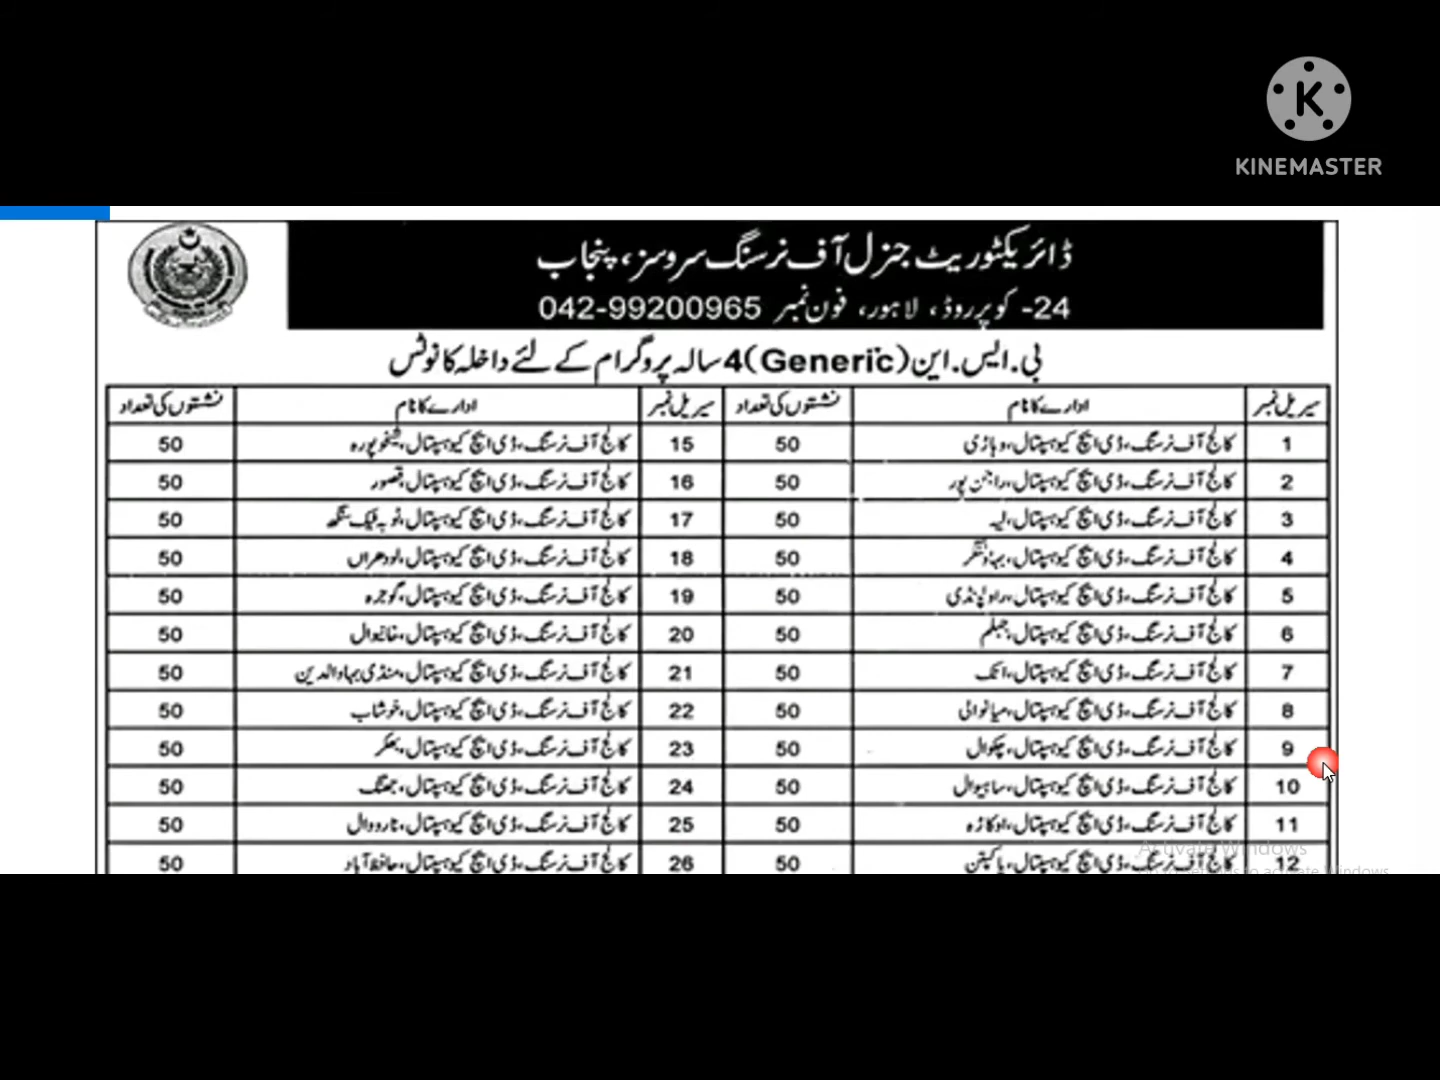 KINEMASTER
ڈائریکٹوریٹ جنرل آف نرسنگ سروسز، پنجاب
24- کوپر روڈ، لاہور، فون نمبر 042-99200965
بی.ایس.این (Generic) 4 سالہ پروگرام کے لئے داخلہ کا نوٹس
سیریل نمبر ادارے کا نام نشستوں کی تعداد سیریل نمبر ادارے کا نام نشستوں کی تعداد
1 کالج آف نرسنگ، ڈی ایچ کیو ہسپتال، وہاڑی 50 15 کالج آف نرسنگ، ڈی ایچ کیو ہسپتال، شیخوپورہ 50
2 کالج آف نرسنگ، ڈی ایچ کیو ہسپتال، راجن پور 50 16 کالج آف نرسنگ، ڈی ایچ کیو ہسپتال، قصور 50
3 کالج آف نرسنگ، ڈی ایچ کیو ہسپتال، لیہ 50 17 کالج آف نرسنگ، ڈی ایچ کیو ہسپتال، ٹوبہ ٹیک سنگھ 50
4 کالج آف نرسنگ، ڈی ایچ کیو ہسپتال، بہاولنگر 50 18 کالج آف نرسنگ، ڈی ایچ کیو ہسپتال، لودھراں 50
5 کالج آف نرسنگ، ڈی ایچ کیو ہسپتال، راولپنڈی 50 19 کالج آف نرسنگ، ڈی ایچ کیو ہسپتال، گوجرہ 50
6 کالج آف نرسنگ، ڈی ایچ کیو ہسپتال، جہلم 50 20 کالج آف نرسنگ، ڈی ایچ کیو ہسپتال، خانیوال 50
7 کالج آف نرسنگ، ڈی ایچ کیو ہسپتال، اٹک 50 21 کالج آف نرسنگ، ڈی ایچ کیو ہسپتال، منڈی بہاوالدین 50
8 کالج آف نرسنگ، ڈی ایچ کیو ہسپتال، میانوالی 50 22 کالج آف نرسنگ، ڈی ایچ کیو ہسپتال، خوشاب 50
9 کالج آف نرسنگ، ڈی ایچ کیو ہسپتال، چکوال 50 23 کالج آف نرسنگ، ڈی ایچ کیو ہسپتال، بھکر 50
10 کالج آف نرسنگ، ڈی ایچ کیو ہسپتال، ساہیوال 50 24 کالج آف نرسنگ، ڈی ایچ کیو ہسپتال، جھنگ 50
11 کالج آف نرسنگ، ڈی ایچ کیو ہسپتال، اوکاڑہ 50 25 کالج آف نرسنگ، ڈی ایچ کیو ہسپتال، نارووال 50
12 کالج آف نرسنگ، ڈی ایچ کیو ہسپتال، پاکپتن 50 26 کالج آف نرسنگ، ڈی ایچ کیو ہسپتال، حافظ آباد 50
Activate Windows
to activate Windows